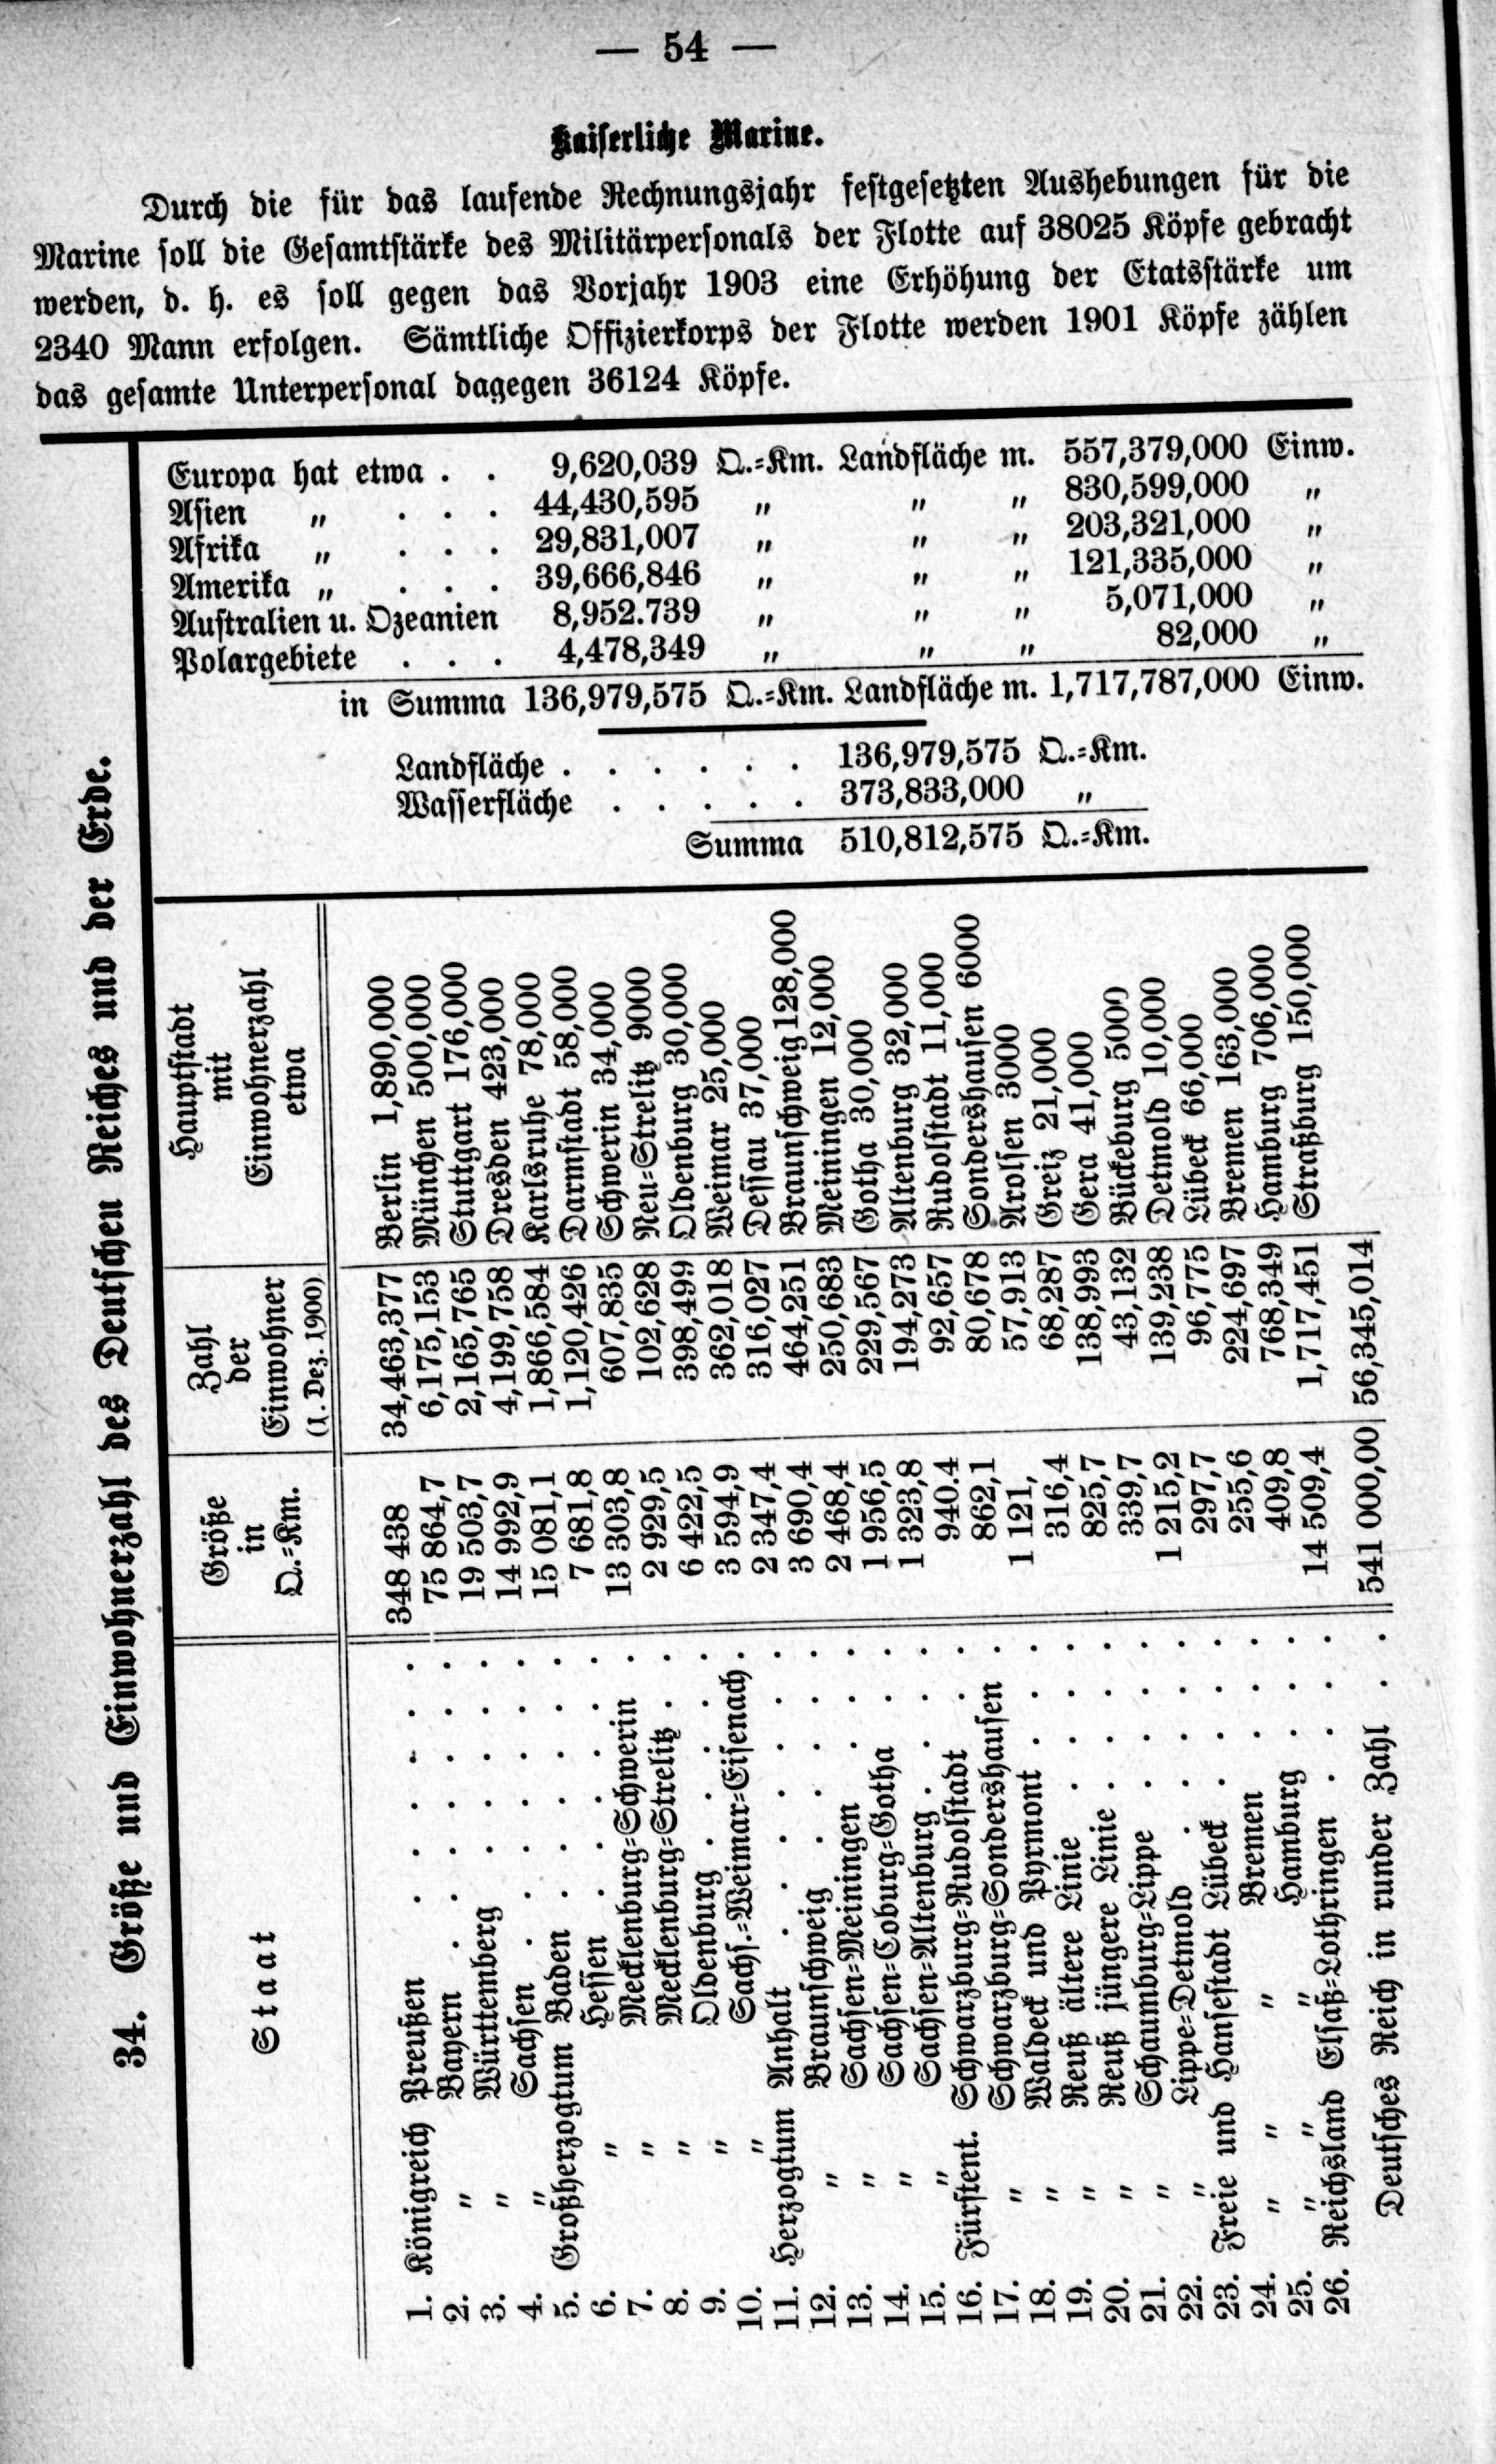 — 54 —
Kaiserliche Marine.
Durch die für das laufende Rechnungsjahr festgesetzten Aushebungen für die
Marine soll die Gesamtstärke des Militärpersonals der Flotte auf 38025 Köpfe gebracht
werden, d. h. es soll gegen das Vorjahr 1903 eine Erhöhung der Etatsstärke um
2340 Mann erfolgen. Sämtliche Offizierkorps der Flotte werden 1901 Köpfe zählen
das gesamte Unterpersonal dagegen 36124 Köpfe.
Europa hat etwa . . 9,620,039 Q.-Km. Landfläche m. 557,379,000 Einw.
Asien „ . . . 44,430,595 „ „ „ 830,599,000 „
Afrika „ . . . 29,831,007 „ „ „ 203,321,000 „
Amerika „ . . . 39,666,846 „ „ „ 121,335,000 „
Australien u. Ozeanien 8,952.739 „ „ „ 5,071,000 „
Polargebiete . . . 4,478,349 „ „ „ 82,000 „
in Summa 136,979,575 Q.-Km. Landfläche m. 1,717,787,000 Einw.
Landfläche . . . . . . 136,979,575 Q.-Km.
Wasserfläche . . . . . 373,833,000 „
Summa 510,812,575 Q.-Km.
34. Größe und Einwohnerzahl des Deutschen Reiches und der Erde.
Staat
Größe
in
Q.-Km.
Zahl
der
Einwohner
(1. Dez. 1900)
Hauptstadt
mit
Einwohnerzahl
etwa
1. Königreich Preußen . . . . . . 348 438 34,463,377 Berlin 1,890,000
2. „ Bayern . . . . . . . 75 864,7 6,175,153 München 500,000
3. „ Württemberg . . . . . . 19 503,7 2,165,765 Stuttgart 176,000
4. „ Sachsen . . . . . . . 14 992,9 4,199,758 Dresden 423,000
5. Großherzogtum Baden . . . . . . 15 081,1 1,866,584 Karlsruhe 78,000
6. „ Hessen . . . . . . 7 681,8 1,120,426 Darmstadt 58,000
7. „ Mecklenburg-Schwerin . 13 303,8 607,835 Schwerin 34,000
8. „ Mecklenburg-Strelitz . . 2 929,5 102,628 Neu-Strelitz 9000
9. „ Oldenburg . . . . . 6 422,5 398,499 Oldenburg 30,000
10. „ Sachs.-Weimar-Eisenach . 3 594,9 362,018 Weimar 25,000
11. Herzogtum Anhalt . . . . . . . 2 347,4 316,027 Dessau 37,000
12. „ Braunschweig . . . . . 3 690,4 464,251 Braunschweig 128,000
13. „ Sachsen-Meiningen . . . 2 468,4 250,683 Meiningen 12,000
14. „ Sachsen-Coburg-Gotha . . 1 956,5 229,567 Gotha 30,000
15. „ Sachsen-Altenburg . . . . 1 323,8 194,273 Altenburg 32,000
16. Fürstent. Schwarzburg-Rudolstadt . . 940.4 92,657 Rudolstadt 11,000
17. „ Schwarzburg-Sondershausen . 862,1 80,678 Sondershausen 6000
18. „ Waldeck und Pyrmont . . . 1 121, 57,913 Arolsen 3000
19. „ Reuß ältere Linie . . . . 316,4 68,287 Greiz 21,000
20. „ Reuß jüngere Linie . . . . 825,7 138,993 Gera 41,000
21. „ Schaumburg-Lippe . . . . 339,7 43,132 Bückeburg 5000
22. „ Lippe-Detmold . . . . . 1 215,2 139,238 Detmold 10,000
23. Freie und Hansestadt Lübeck . . . . 297,7 96,775 Lübeck 66,000
24. „ „ „ Bremen . . . 255,6 224,697 Bremen 163,000
25. „ „ „ Hamburg . . . 409,8 768,349 Hamburg 706,000
26. Reichsland Elsaß-Lothringen . . . . 14 509,4 1,717,451 Straßburg 150,000
Deutsches Reich in runder Zahl . . 541 000,00 56,345,014